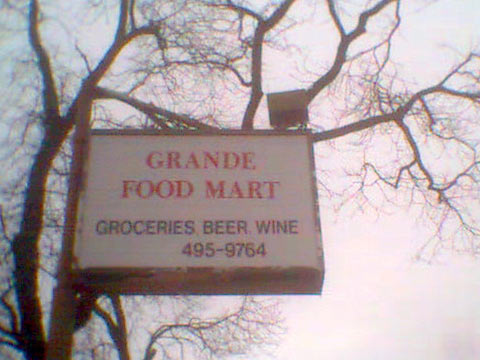 GRANDE
FOOD MART
GROCERIES BEER WINE
495-9764